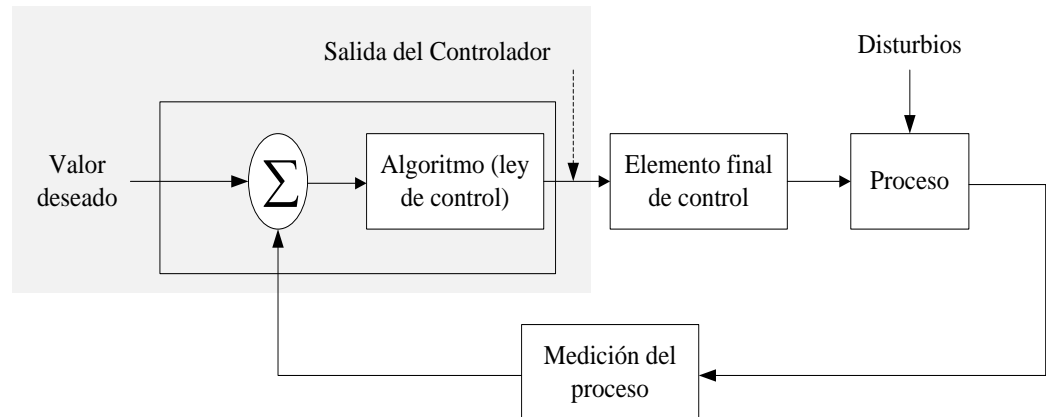 Salida del Controlador
Disturbios
Valor
deseado
Σ
Algoritmo (ley
de control)
Elemento final
de control
Proceso
Medición del
proceso